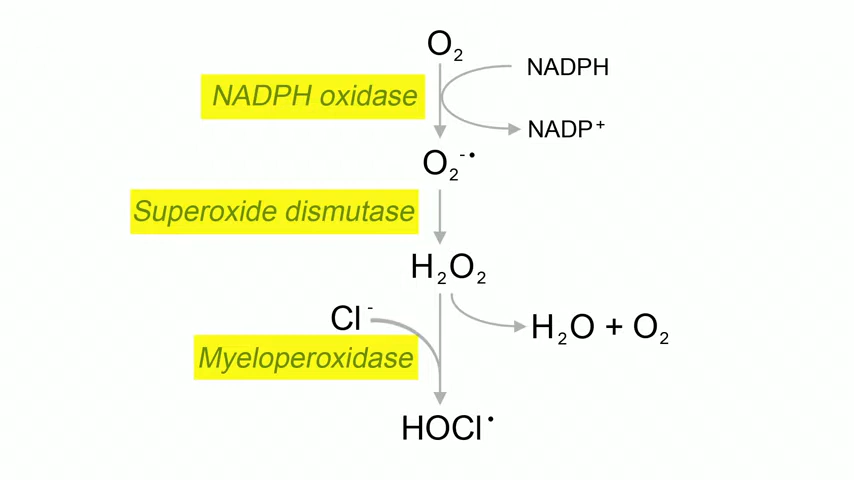 O₂
NADPH
NADPH oxidase
NADP⁺
O₂⁻•
Superoxide dismutase
H₂O₂
Cl⁻
H₂O + O₂
Myeloperoxidase
HOCl•